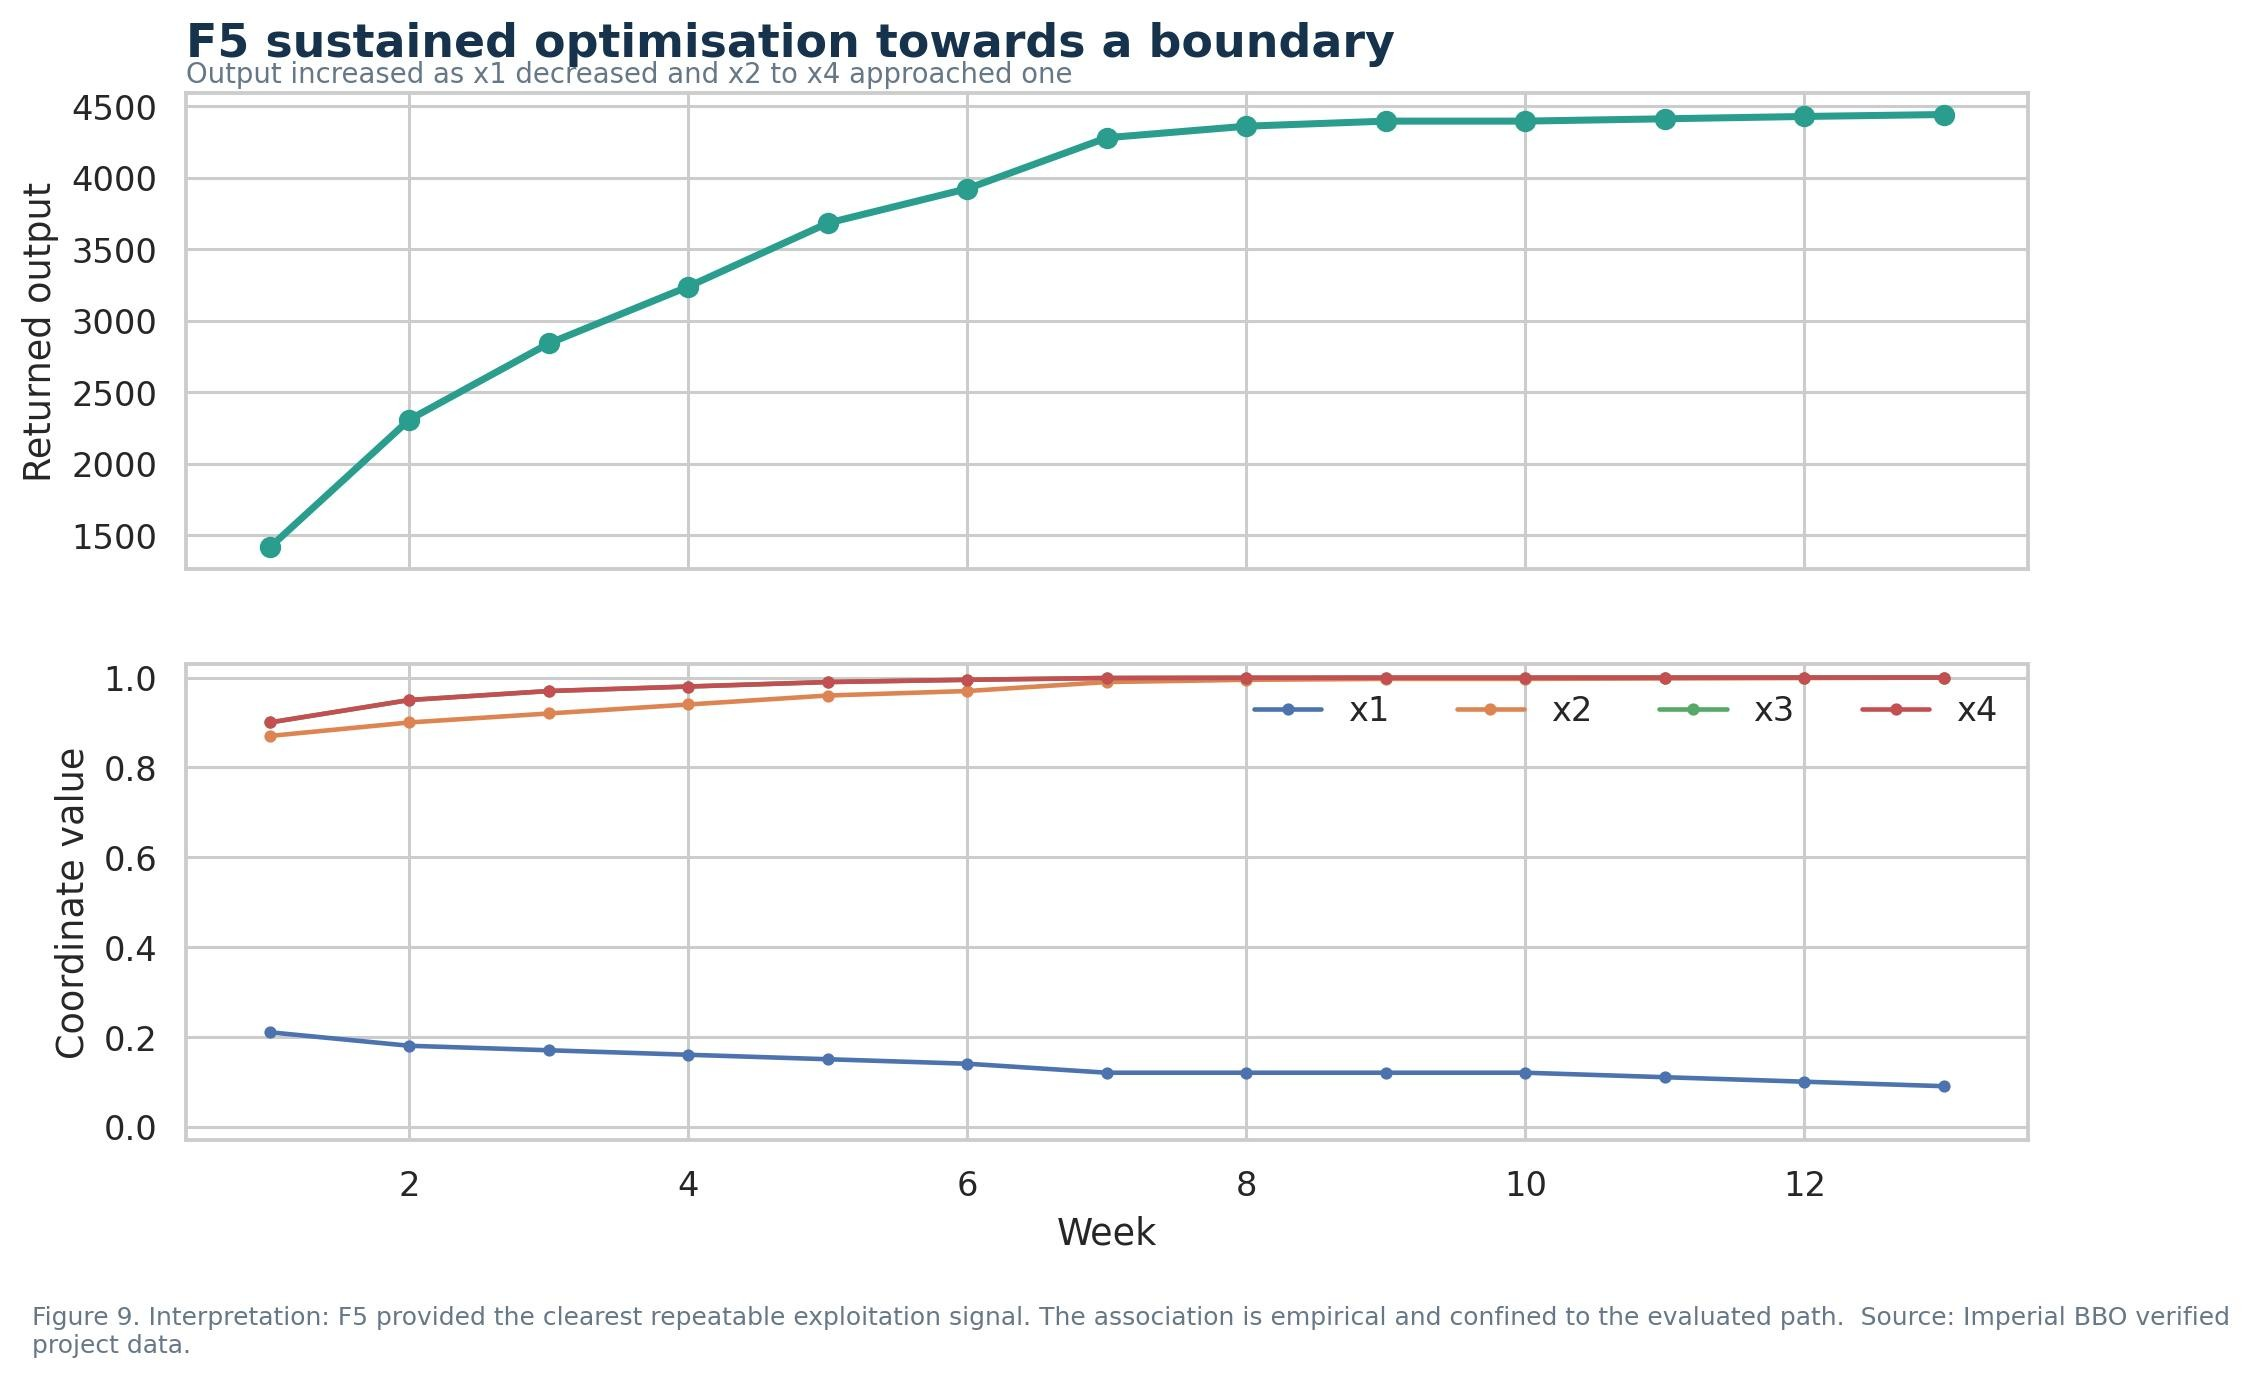 F5 sustained optimisation towards a boundary
Output increased as x1 decreased and x2 to x4 approached one
4500
4000
3500
3000
2500
2000
1500
Returned output
1.0
0.8
0.6
0.4
0.2
0.0
Coordinate value
x1 x2 x3 x4
2 4 6 8 10 12
Week
Figure 9. Interpretation: F5 provided the clearest repeatable exploitation signal. The association is empirical and confined to the evaluated path.  Source: Imperial BBO verified
project data.